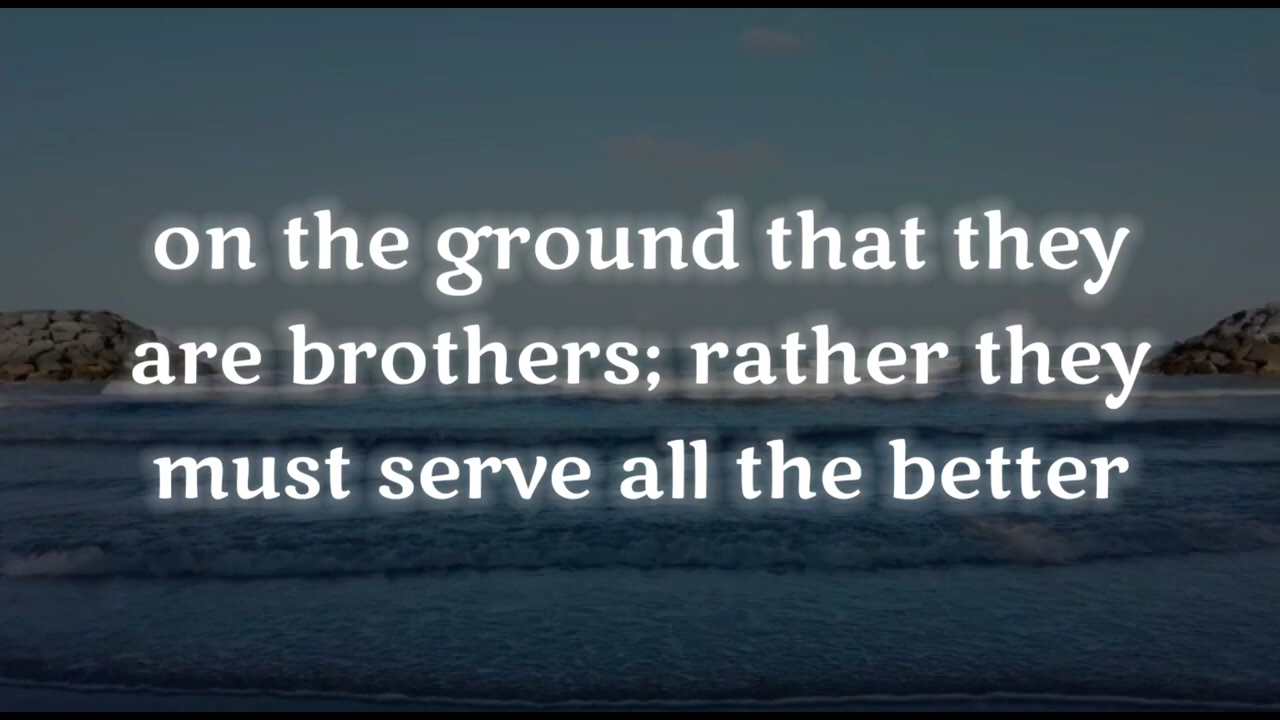 on the ground that they
are brothers; rather they
must serve all the better